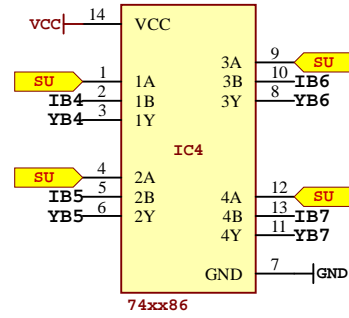 VCC 14 VCC
3A 9 SU
SU 1 1A
3B 10 IB6
IB4 2 1B
3Y 8 YB6
YB4 3 1Y
IC4
SU 4 2A
IB5 5 2B
4A 12 SU
YB5 6 2Y
4B 13 IB7
4Y 11 YB7
GND 7 GND
74xx86